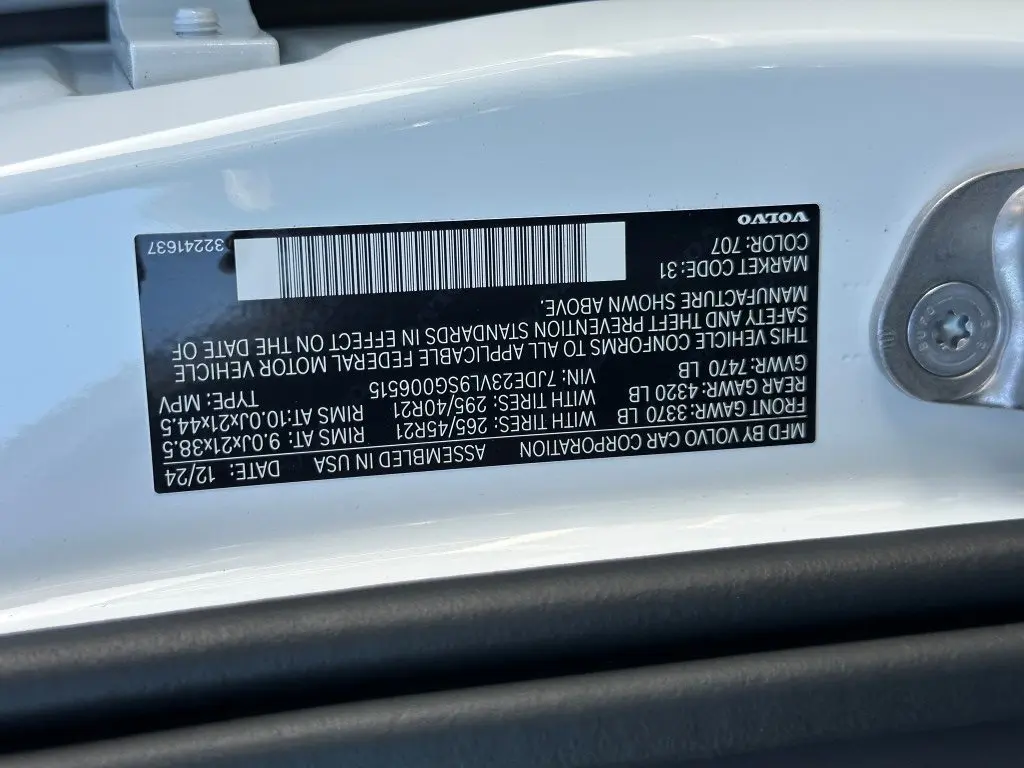 MFD BY VOLVO CAR CORPORATION ASSEMBLED IN USA DATE: 12/24
FRONT GAWR: 3370 LB WITH TIRES: 265/45R21 RIMS AT: 9.0Jx21x38.5
REAR GAWR: 4320 LB WITH TIRES: 295/40R21 RIMS AT:10.0Jx21x44.5
GVWR: 7470 LB VIN: 7JDE23VL9SG006515 TYPE: MPV
THIS VEHICLE CONFORMS TO ALL APPLICABLE FEDERAL MOTOR VEHICLE
SAFETY AND THEFT PREVENTION STANDARDS IN EFFECT ON THE DATE OF
MANUFACTURE SHOWN ABOVE.
MARKET CODE:31
COLOR: 707
VOLVO 32241637